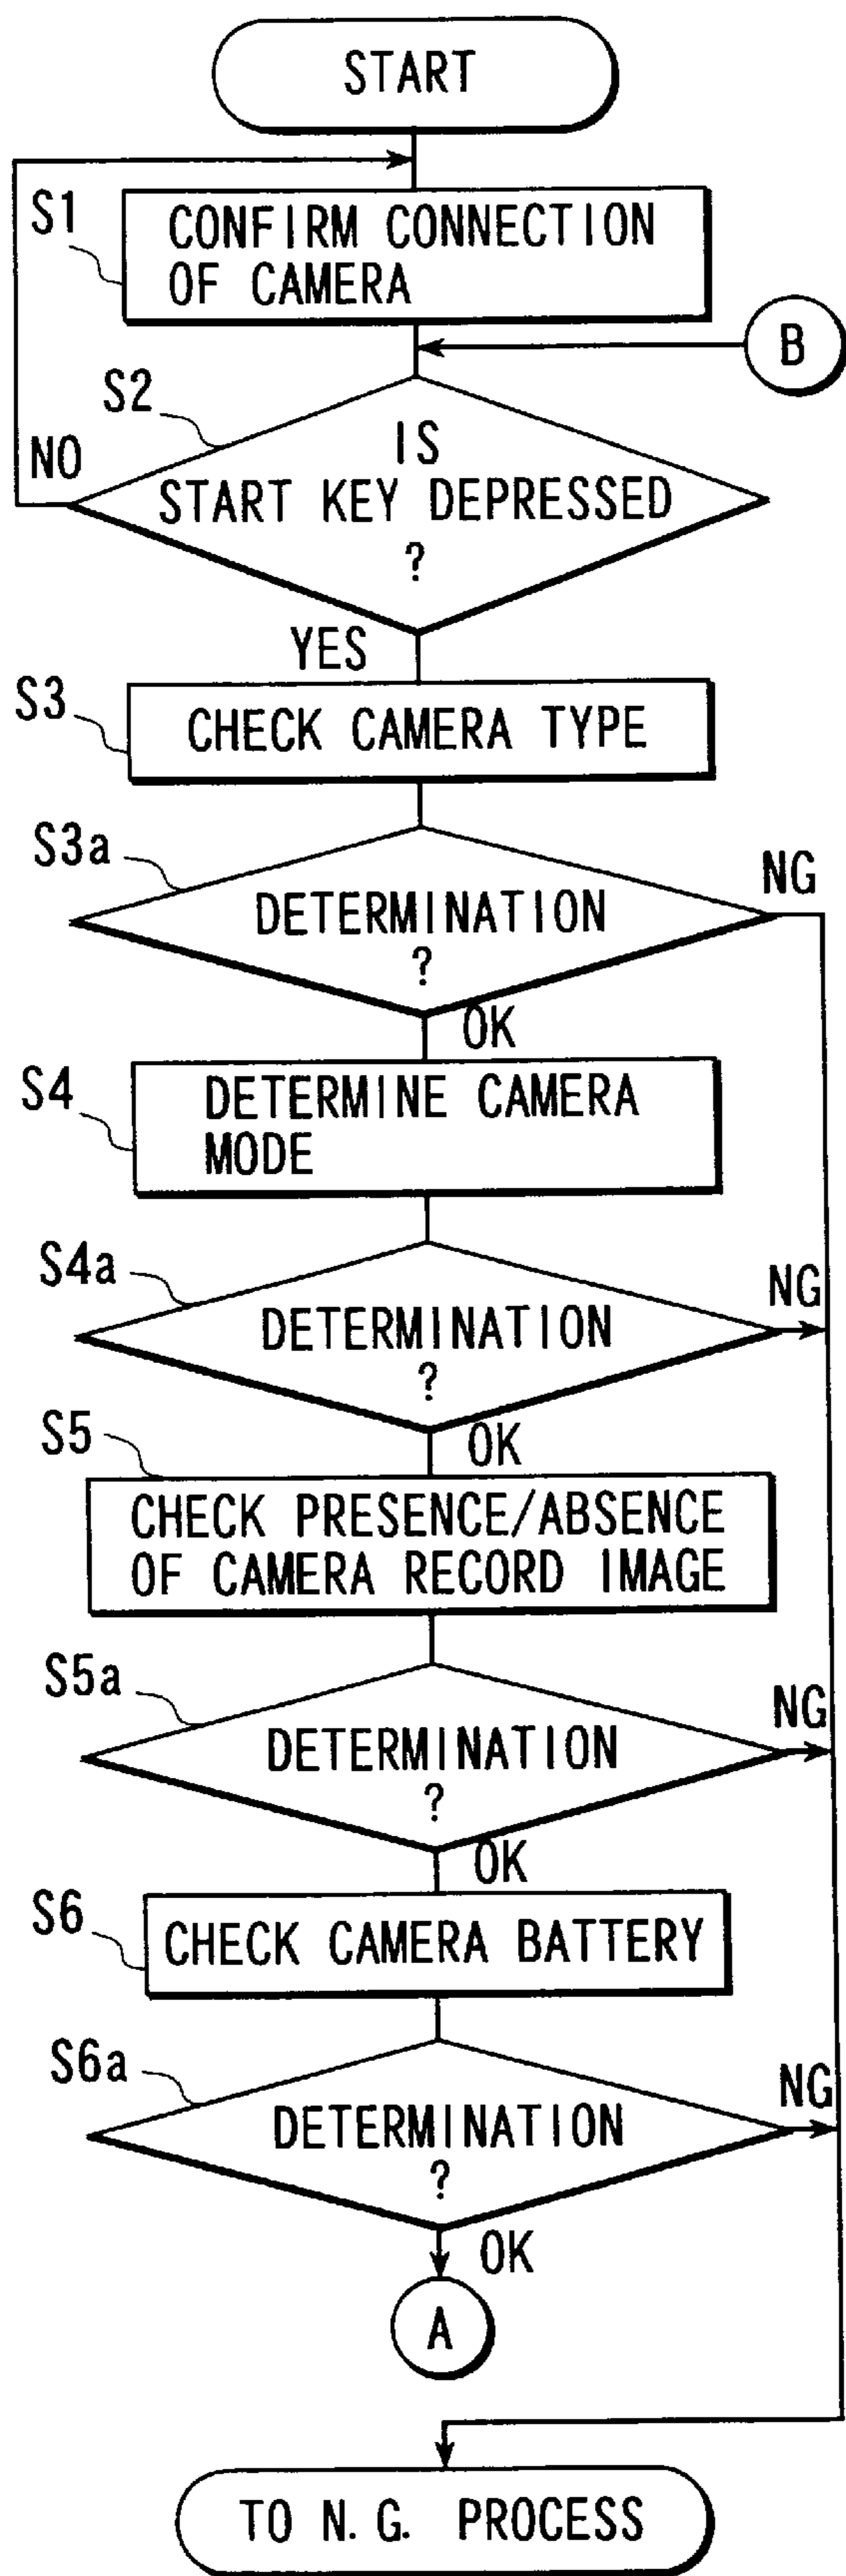 START
S1
CONFIRM CONNECTION
OF CAMERA
B
S2
NO
IS
START KEY DEPRESSED
?
YES
S3
CHECK CAMERA TYPE
S3a
NG
DETERMINATION
?
OK
S4
DETERMINE CAMERA
MODE
S4a
NG
DETERMINATION
?
OK
S5
CHECK PRESENCE/ABSENCE
OF CAMERA RECORD IMAGE
S5a
NG
DETERMINATION
?
OK
S6
CHECK CAMERA BATTERY
S6a
NG
DETERMINATION
?
OK
A
TO N. G. PROCESS